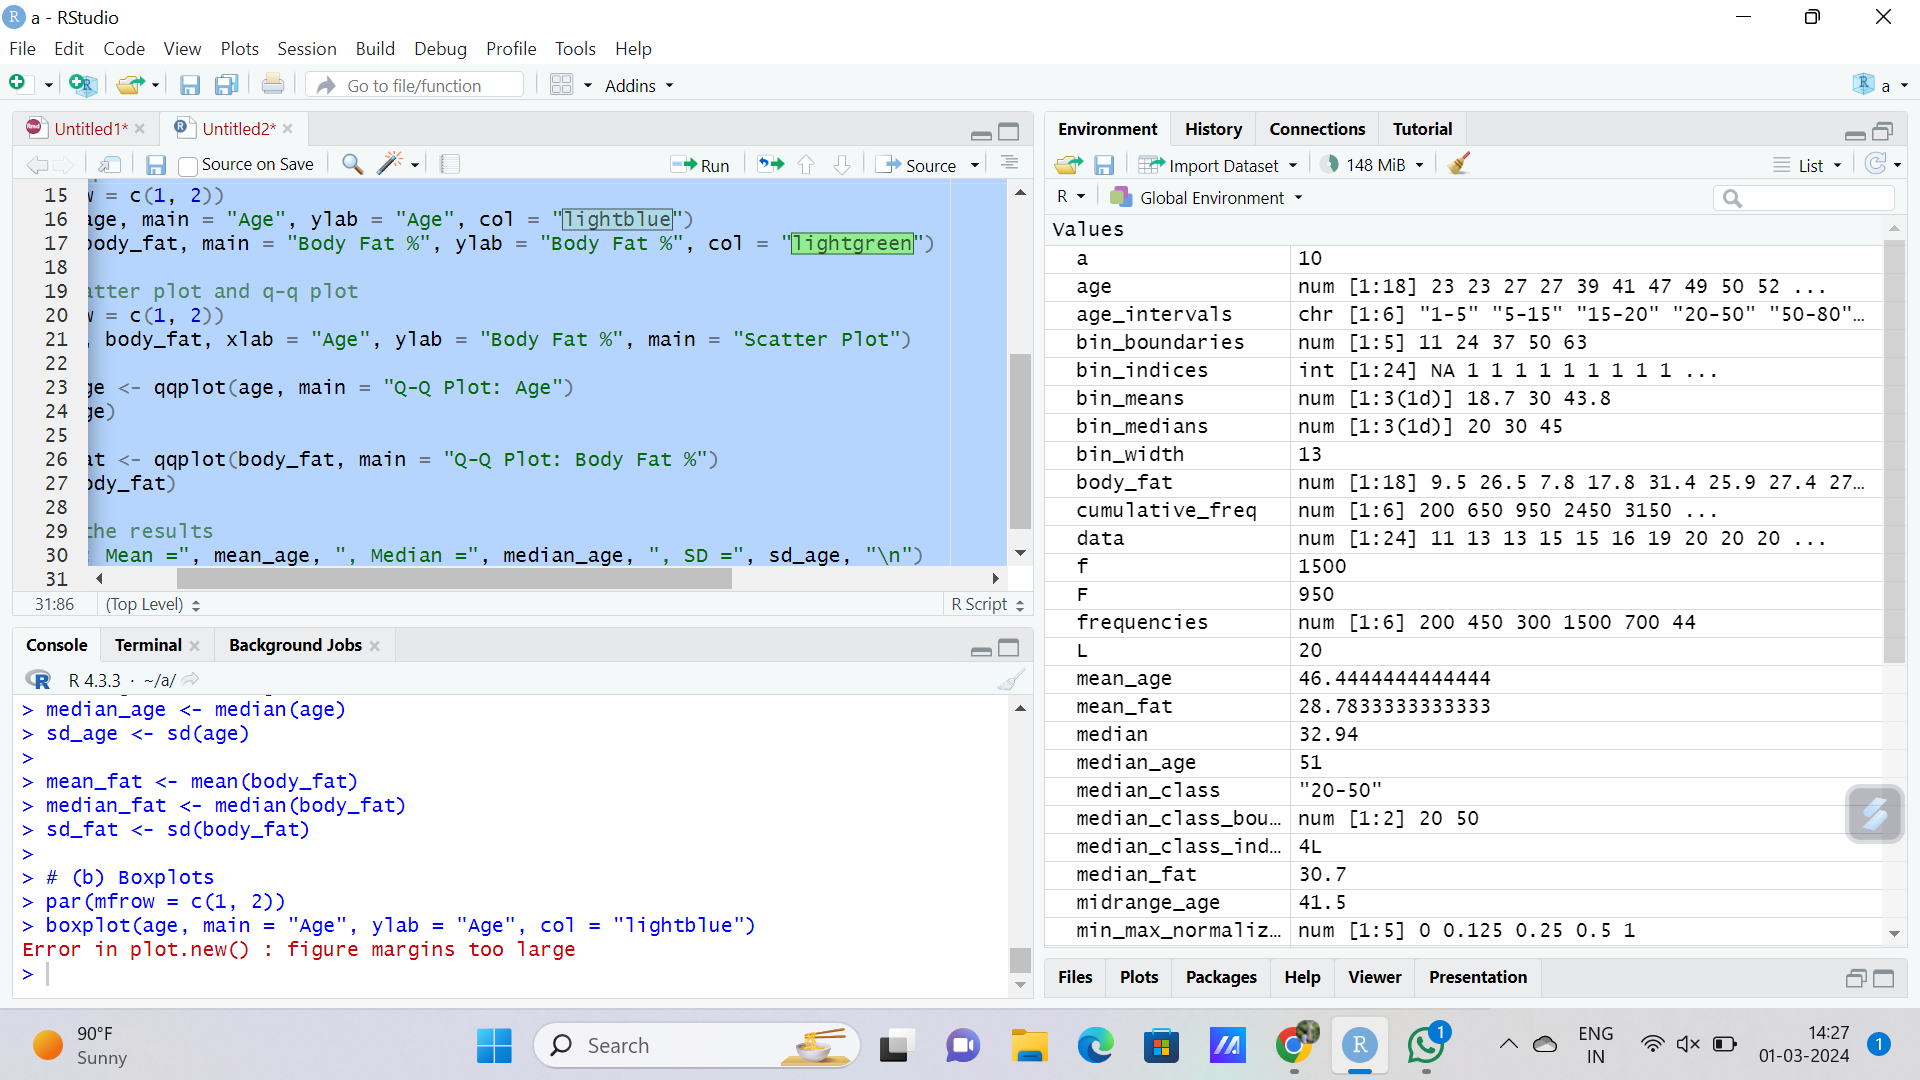 a - RStudio
File Edit Code View Plots Session Build Debug Profile Tools Help
Go to file/function Addins a
Untitled1* Untitled2*
Source on Save Run Source
15 = c(1, 2))
16 age, main = "Age", ylab = "Age", col = "lightblue")
17 body_fat, main = "Body Fat %", ylab = "Body Fat %", col = "lightgreen")
18
19 atter plot and q-q plot
20 = c(1, 2))
21 , body_fat, xlab = "Age", ylab = "Body Fat %", main = "Scatter Plot")
22
23 ge <- qqplot(age, main = "Q-Q Plot: Age")
24 ge)
25
26 at <- qqplot(body_fat, main = "Q-Q Plot: Body Fat %")
27 ody_fat)
28
29 the results
30 : Mean =", mean_age, ", Median =", median_age, ", SD =", sd_age, "\n")
31
31:86 (Top Level) R Script
Console Terminal Background Jobs
R 4.3.3 · ~/a/
> median_age <- median(age)
> sd_age <- sd(age)
>
> mean_fat <- mean(body_fat)
> median_fat <- median(body_fat)
> sd_fat <- sd(body_fat)
>
> # (b) Boxplots
> par(mfrow = c(1, 2))
> boxplot(age, main = "Age", ylab = "Age", col = "lightblue")
Error in plot.new() : figure margins too large
>
Environment History Connections Tutorial
Import Dataset 148 MiB List
R Global Environment
Values
a 10
age num [1:18] 23 23 27 27 39 41 47 49 50 52 ...
age_intervals chr [1:6] "1-5" "5-15" "15-20" "20-50" "50-80"…
bin_boundaries num [1:5] 11 24 37 50 63
bin_indices int [1:24] NA 1 1 1 1 1 1 1 1 1 ...
bin_means num [1:3(1d)] 18.7 30 43.8
bin_medians num [1:3(1d)] 20 30 45
bin_width 13
body_fat num [1:18] 9.5 26.5 7.8 17.8 31.4 25.9 27.4 27…
cumulative_freq num [1:6] 200 650 950 2450 3150 ...
data num [1:24] 11 13 13 15 15 16 19 20 20 20 ...
f 1500
F 950
frequencies num [1:6] 200 450 300 1500 700 44
L 20
mean_age 46.4444444444444
mean_fat 28.7833333333333
median 32.94
median_age 51
median_class "20-50"
median_class_bou… num [1:2] 20 50
median_class_ind… 4L
median_fat 30.7
midrange_age 41.5
min_max_normaliz… num [1:5] 0 0.125 0.25 0.5 1
Files Plots Packages Help Viewer Presentation
90°F
Sunny
Search
1
ENG
IN
14:27
01-03-2024
1